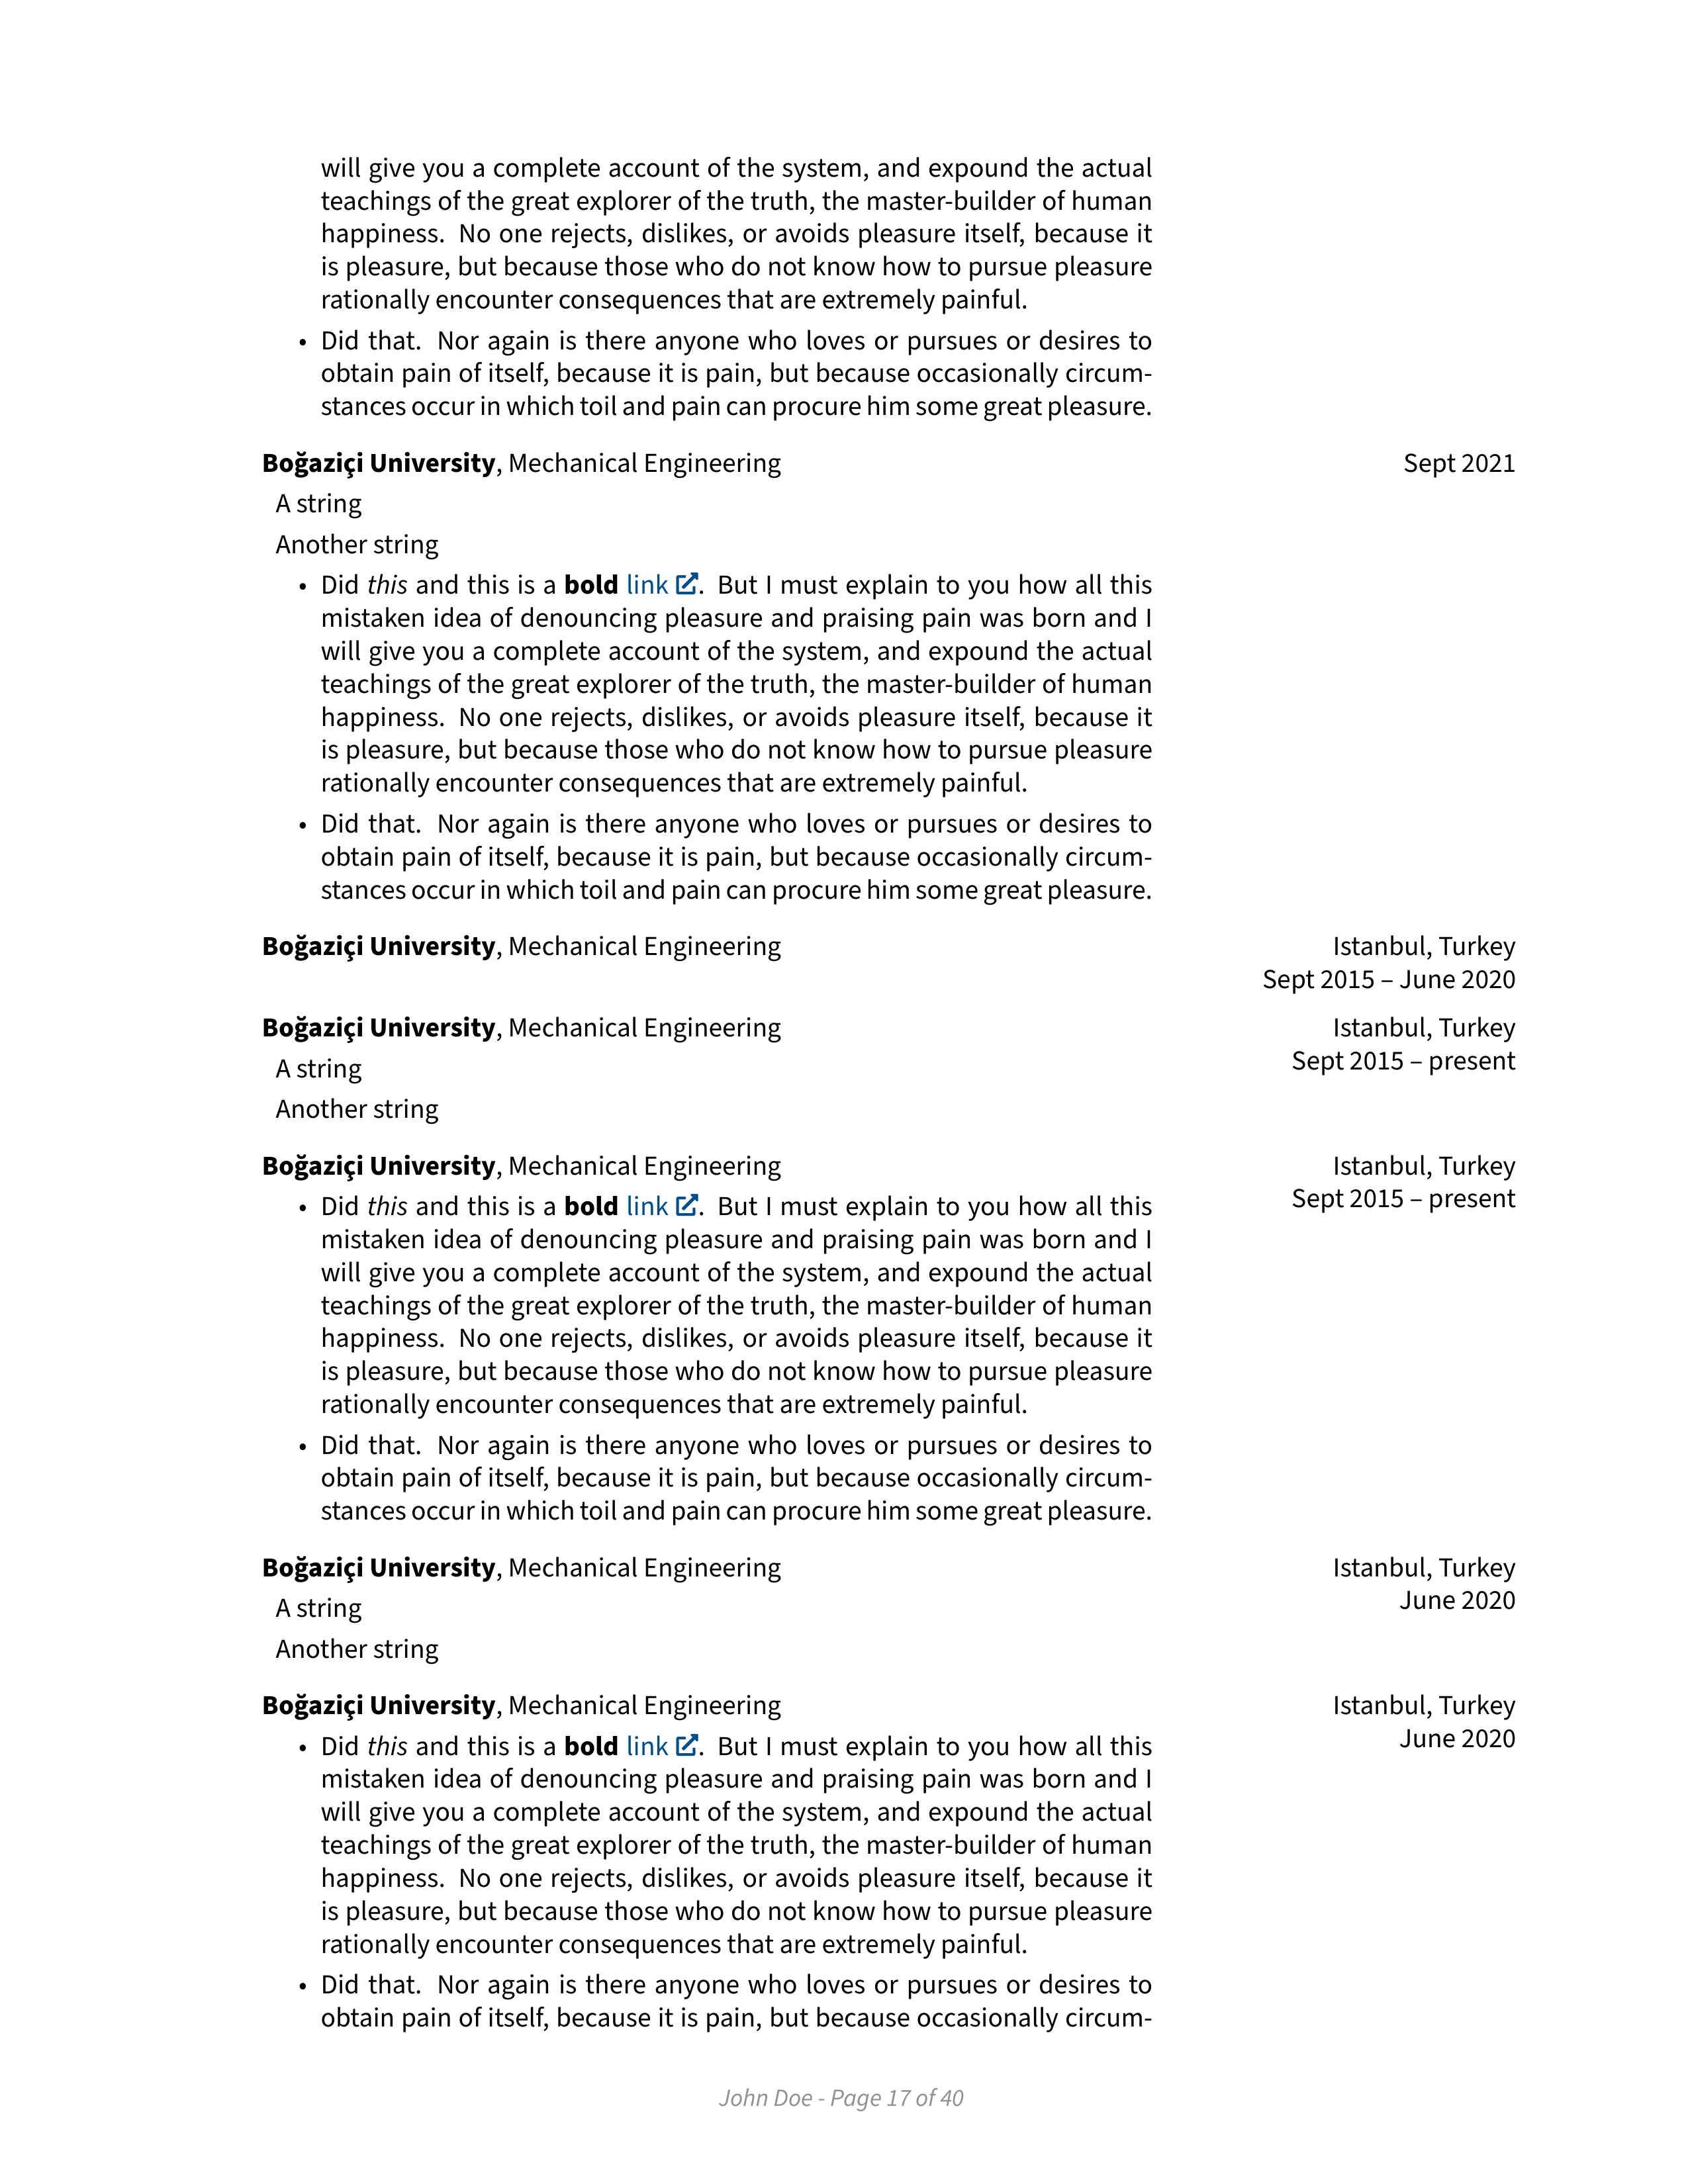 will give you a complete account of the system, and expound the actual
teachings of the great explorer of the truth, the master-builder of human
happiness. No one rejects, dislikes, or avoids pleasure itself, because it
is pleasure, but because those who do not know how to pursue pleasure
rationally encounter consequences that are extremely painful.
• Did that. Nor again is there anyone who loves or pursues or desires to
obtain pain of itself, because it is pain, but because occasionally circum-
stances occur in which toil and pain can procure him some great pleasure.
Boğaziçi University, Mechanical Engineering Sept 2021
A string
Another string
• Did this and this is a bold link. But I must explain to you how all this
mistaken idea of denouncing pleasure and praising pain was born and I
will give you a complete account of the system, and expound the actual
teachings of the great explorer of the truth, the master-builder of human
happiness. No one rejects, dislikes, or avoids pleasure itself, because it
is pleasure, but because those who do not know how to pursue pleasure
rationally encounter consequences that are extremely painful.
• Did that. Nor again is there anyone who loves or pursues or desires to
obtain pain of itself, because it is pain, but because occasionally circum-
stances occur in which toil and pain can procure him some great pleasure.
Boğaziçi University, Mechanical Engineering Istanbul, Turkey
Sept 2015 – June 2020
Boğaziçi University, Mechanical Engineering Istanbul, Turkey
Sept 2015 – present
A string
Another string
Boğaziçi University, Mechanical Engineering Istanbul, Turkey
Sept 2015 – present
• Did this and this is a bold link. But I must explain to you how all this
mistaken idea of denouncing pleasure and praising pain was born and I
will give you a complete account of the system, and expound the actual
teachings of the great explorer of the truth, the master-builder of human
happiness. No one rejects, dislikes, or avoids pleasure itself, because it
is pleasure, but because those who do not know how to pursue pleasure
rationally encounter consequences that are extremely painful.
• Did that. Nor again is there anyone who loves or pursues or desires to
obtain pain of itself, because it is pain, but because occasionally circum-
stances occur in which toil and pain can procure him some great pleasure.
Boğaziçi University, Mechanical Engineering Istanbul, Turkey
June 2020
A string
Another string
Boğaziçi University, Mechanical Engineering Istanbul, Turkey
June 2020
• Did this and this is a bold link. But I must explain to you how all this
mistaken idea of denouncing pleasure and praising pain was born and I
will give you a complete account of the system, and expound the actual
teachings of the great explorer of the truth, the master-builder of human
happiness. No one rejects, dislikes, or avoids pleasure itself, because it
is pleasure, but because those who do not know how to pursue pleasure
rationally encounter consequences that are extremely painful.
• Did that. Nor again is there anyone who loves or pursues or desires to
obtain pain of itself, because it is pain, but because occasionally circum-
John Doe - Page 17 of 40